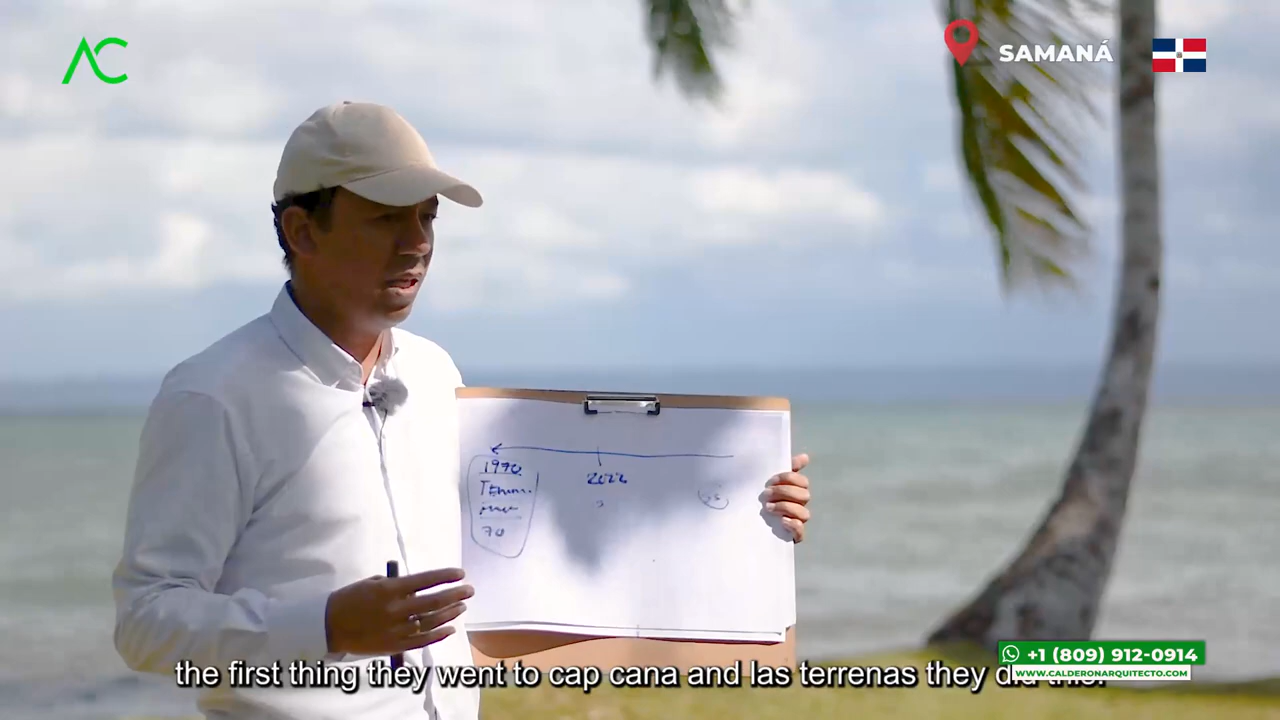 AC
SAMANÁ
1970
2022
70
+1 (809) 912-0914
WWW.CALDERONARQUITECTO.COM
the first thing they went to cap cana and las terrenas they did this.